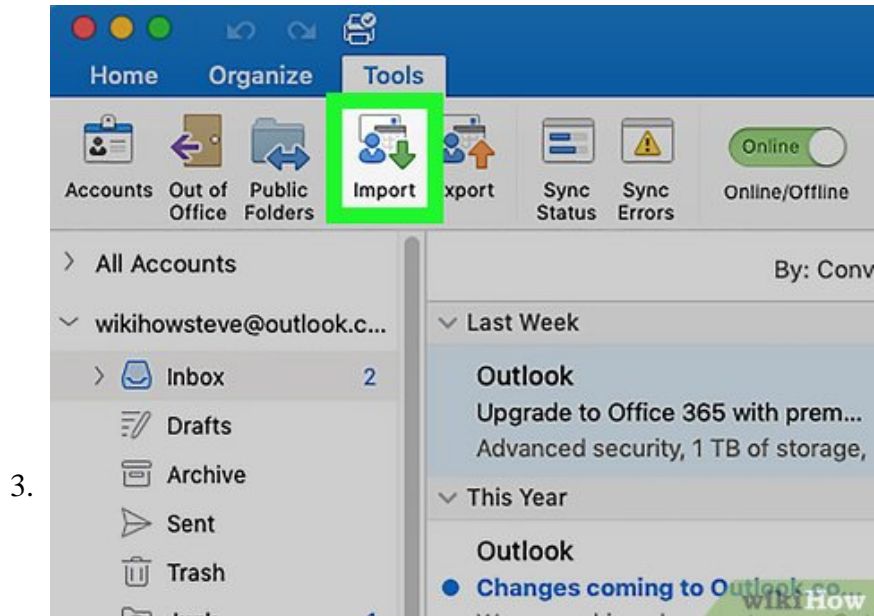 Home Organize Tools
Accounts Out of Office Public Folders Import xport Sync Status Sync Errors Online Online/Offline
All Accounts
By: Conv
wikihowsteve@outlook.c...
Last Week
Inbox 2
Outlook
Upgrade to Office 365 with prem...
Drafts
Advanced security, 1 TB of storage,
Archive
3.
This Year
Sent
Outlook
Trash
Changes coming to Outlook.co
wikiHow